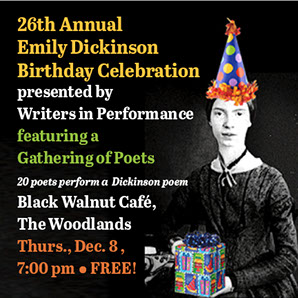 26th Annual
Emily Dickinson
Birthday Celebration
presented by
Writers in Performance
featuring a
Gathering of Poets
20 poets perform a Dickinson poem
Black Walnut Café,
The Woodlands
Thurs., Dec. 8,
7:00 pm ● FREE!